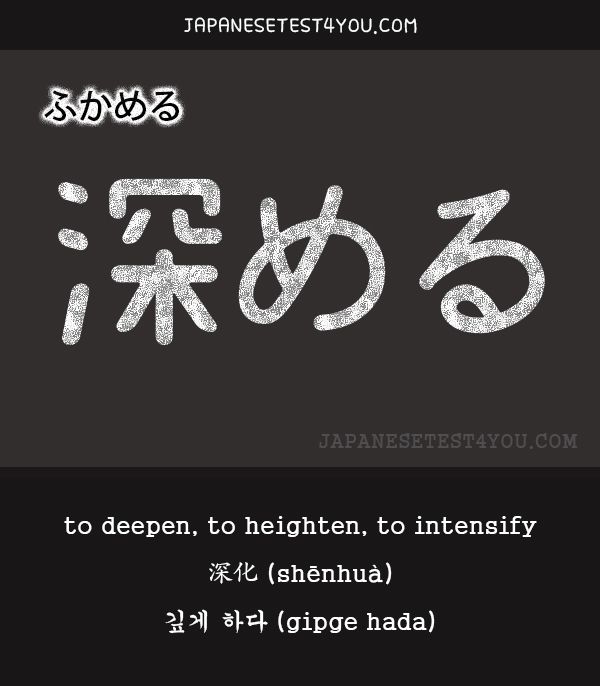 JAPANESETEST4YOU.COM
ふかめる
深める
JAPANESETEST4YOU.COM
to deepen, to heighten, to intensify
深化 (shēnhuà)
깊게 하다 (gipge hada)